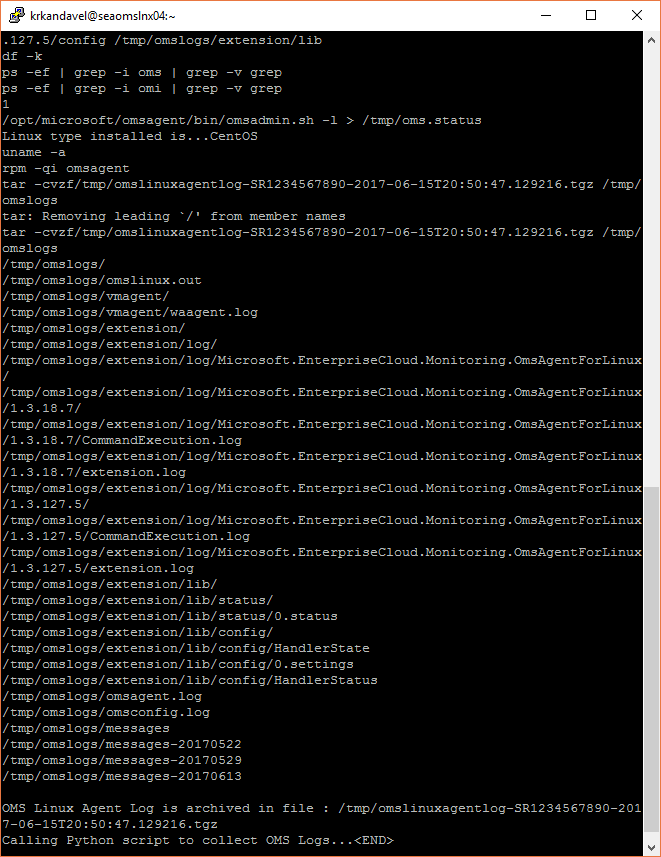 krkandavel@seaomslnx04:~
.127.5/config /tmp/omslogs/extension/lib
df -k
ps -ef | grep -i oms | grep -v grep
ps -ef | grep -i omi | grep -v grep
1
/opt/microsoft/omsagent/bin/omsadmin.sh -l > /tmp/oms.status
Linux type installed is...CentOS
uname -a
rpm -qi omsagent
tar -cvzf/tmp/omslinuxagentlog-SR1234567890-2017-06-15T20:50:47.129216.tgz /tmp/
omslogs
tar: Removing leading `/' from member names
tar -cvzf/tmp/omslinuxagentlog-SR1234567890-2017-06-15T20:50:47.129216.tgz /tmp/
omslogs
/tmp/omslogs/
/tmp/omslogs/omslinux.out
/tmp/omslogs/vmagent/
/tmp/omslogs/vmagent/waagent.log
/tmp/omslogs/extension/
/tmp/omslogs/extension/log/
/tmp/omslogs/extension/log/Microsoft.EnterpriseCloud.Monitoring.OmsAgentForLinux
/
/tmp/omslogs/extension/log/Microsoft.EnterpriseCloud.Monitoring.OmsAgentForLinux
/1.3.18.7/
/tmp/omslogs/extension/log/Microsoft.EnterpriseCloud.Monitoring.OmsAgentForLinux
/1.3.18.7/CommandExecution.log
/tmp/omslogs/extension/log/Microsoft.EnterpriseCloud.Monitoring.OmsAgentForLinux
/1.3.18.7/extension.log
/tmp/omslogs/extension/log/Microsoft.EnterpriseCloud.Monitoring.OmsAgentForLinux
/1.3.127.5/
/tmp/omslogs/extension/log/Microsoft.EnterpriseCloud.Monitoring.OmsAgentForLinux
/1.3.127.5/CommandExecution.log
/tmp/omslogs/extension/log/Microsoft.EnterpriseCloud.Monitoring.OmsAgentForLinux
/1.3.127.5/extension.log
/tmp/omslogs/extension/lib/
/tmp/omslogs/extension/lib/status/
/tmp/omslogs/extension/lib/status/0.status
/tmp/omslogs/extension/lib/config/
/tmp/omslogs/extension/lib/config/HandlerState
/tmp/omslogs/extension/lib/config/0.settings
/tmp/omslogs/extension/lib/config/HandlerStatus
/tmp/omslogs/omsagent.log
/tmp/omslogs/omsconfig.log
/tmp/omslogs/messages
/tmp/omslogs/messages-20170522
/tmp/omslogs/messages-20170529
/tmp/omslogs/messages-20170613
OMS Linux Agent Log is archived in file : /tmp/omslinuxagentlog-SR1234567890-201
7-06-15T20:50:47.129216.tgz
Calling Python script to collect OMS Logs...<END>